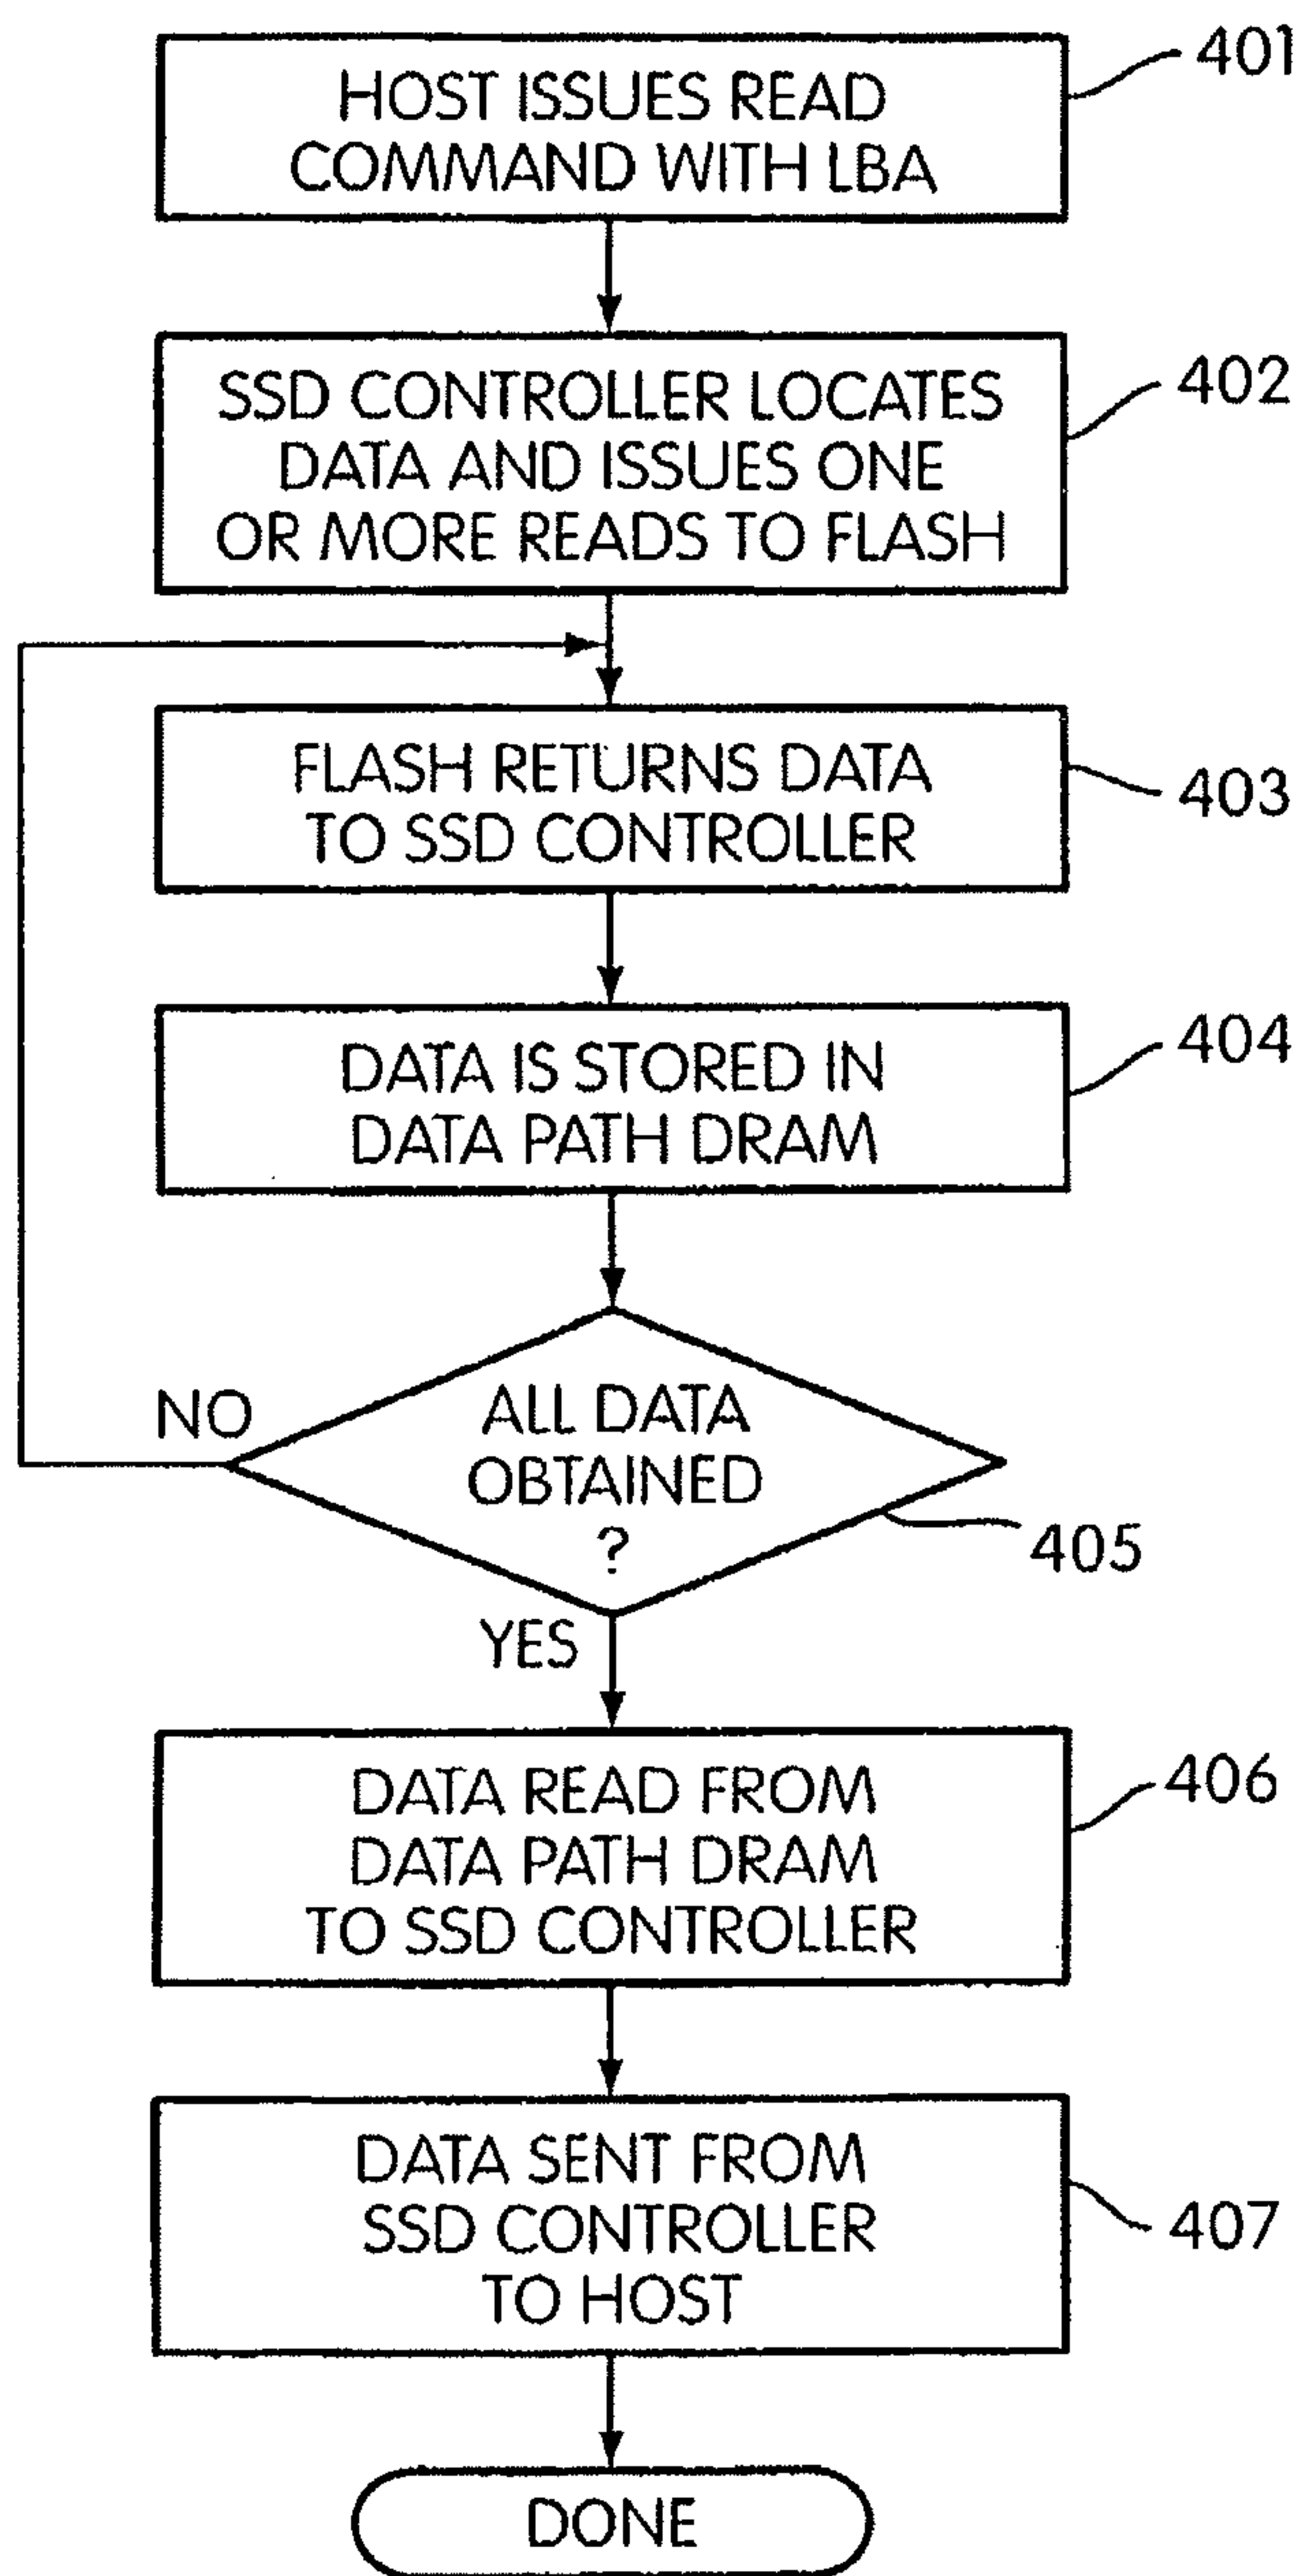 401
HOST ISSUES READ
COMMAND WITH LBA
402
SSD CONTROLLER LOCATES
DATA AND ISSUES ONE
OR MORE READS TO FLASH
403
FLASH RETURNS DATA
TO SSD CONTROLLER
404
DATA IS STORED IN
DATA PATH DRAM
NO
ALL DATA
OBTAINED
?
405
YES
406
DATA READ FROM
DATA PATH DRAM
TO SSD CONTROLLER
407
DATA SENT FROM
SSD CONTROLLER
TO HOST
DONE